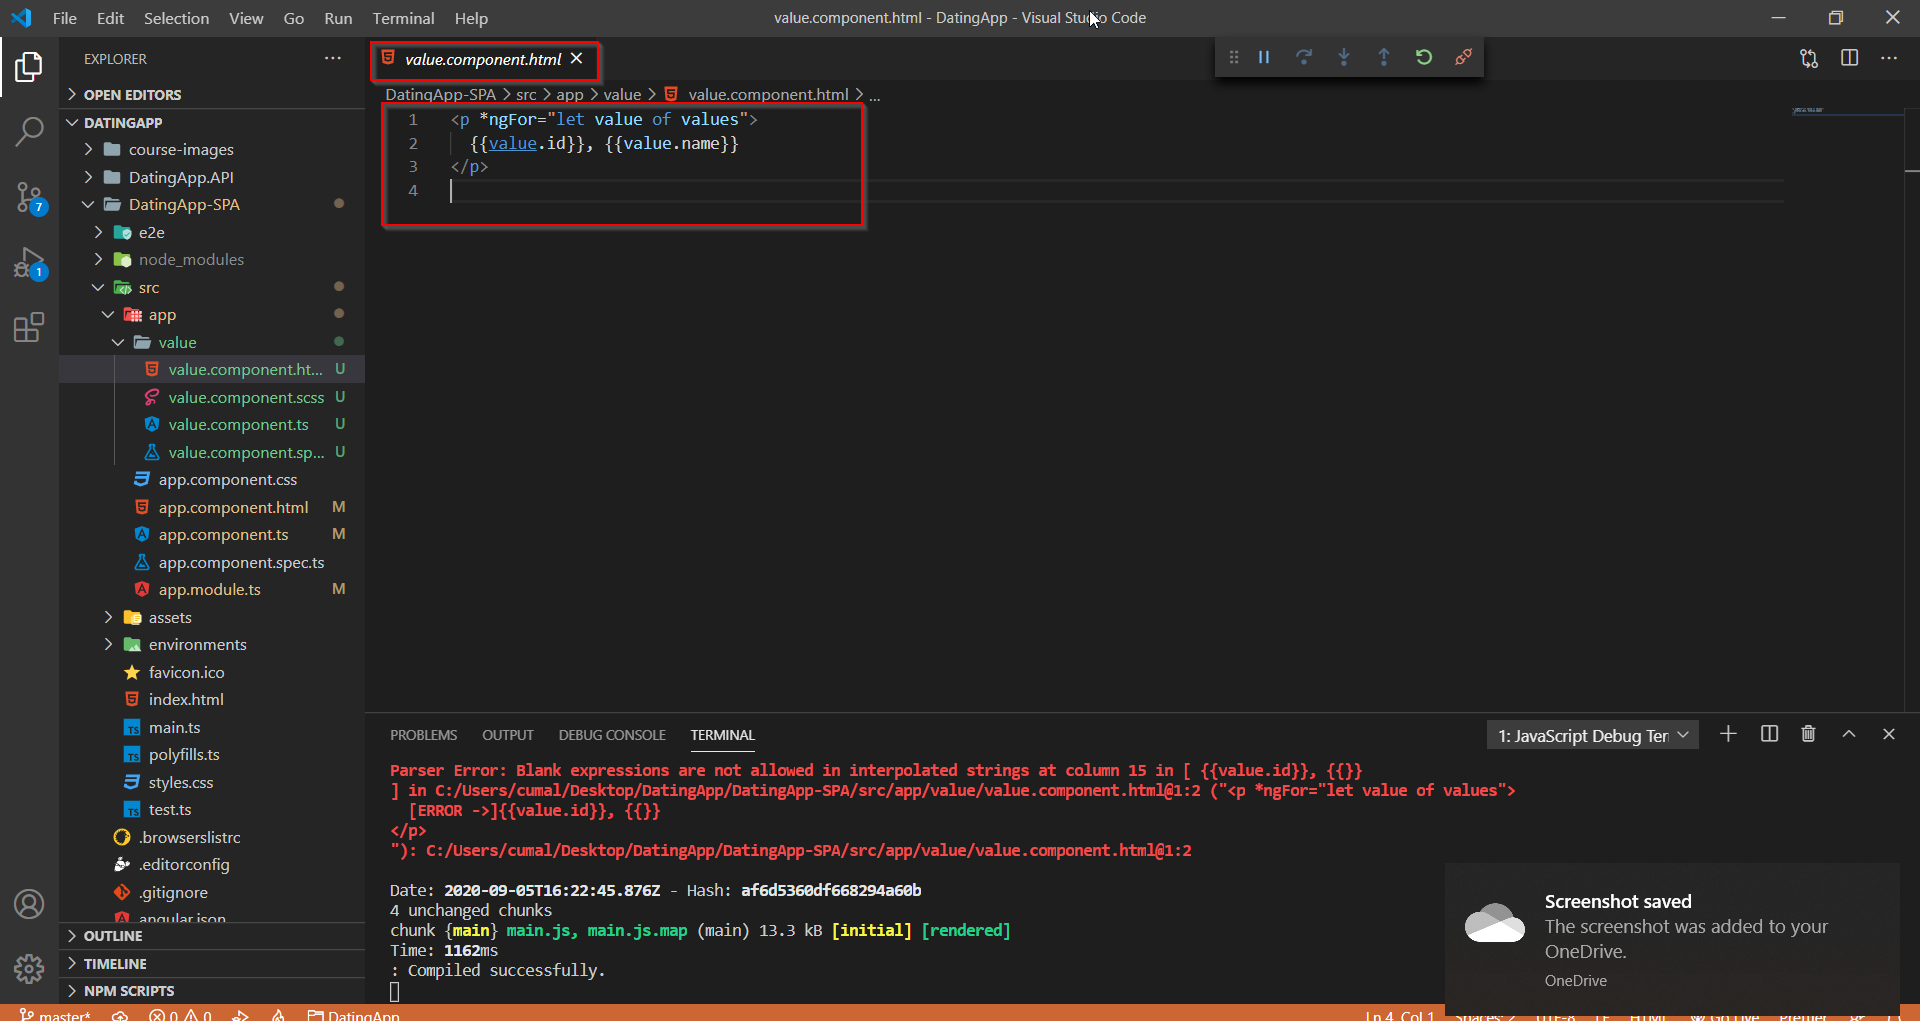 File Edit Selection View Go Run Terminal Help
value.component.html - DatingApp - Visual Studio Code
EXPLORER
OPEN EDITORS
DATINGAPP
course-images
DatingApp.API
DatingApp-SPA
e2e
node_modules
src
app
value
value.component.ht... U
value.component.scss U
value.component.ts U
value.component.sp... U
app.component.css
app.component.html M
app.component.ts M
app.component.spec.ts
app.module.ts M
assets
environments
favicon.ico
index.html
main.ts
polyfills.ts
styles.css
test.ts
.browserslistrc
.editorconfig
.gitignore
angular.json
OUTLINE
TIMELINE
NPM SCRIPTS
7
1
value.component.html
DatingApp-SPA > src > app > value > value.component.html > ...
1 <p *ngFor="let value of values">
2 {{value.id}}, {{value.name}}
3 </p>
4
PROBLEMS OUTPUT DEBUG CONSOLE TERMINAL
1: JavaScript Debug Ter
Parser Error: Blank expressions are not allowed in interpolated strings at column 15 in [ {{value.id}}, {{}}
] in C:/Users/cumal/Desktop/DatingApp/DatingApp-SPA/src/app/value/value.component.html@1:2 ("<p *ngFor="let value of values">
[ERROR ->]{{value.id}}, {{}}
</p>
"): C:/Users/cumal/Desktop/DatingApp/DatingApp-SPA/src/app/value/value.component.html@1:2
Date: 2020-09-05T16:22:45.876Z - Hash: af6d5360df668294a60b
4 unchanged chunks
chunk {main} main.js, main.js.map (main) 13.3 kB [initial] [rendered]
Time: 1162ms
: Compiled successfully.
Screenshot saved
The screenshot was added to your
OneDrive.
OneDrive
master* 0 0 DatingApp
Ln 4, Col 1 Spaces: 2 UTF-8 LF HTML Go Live Prettier